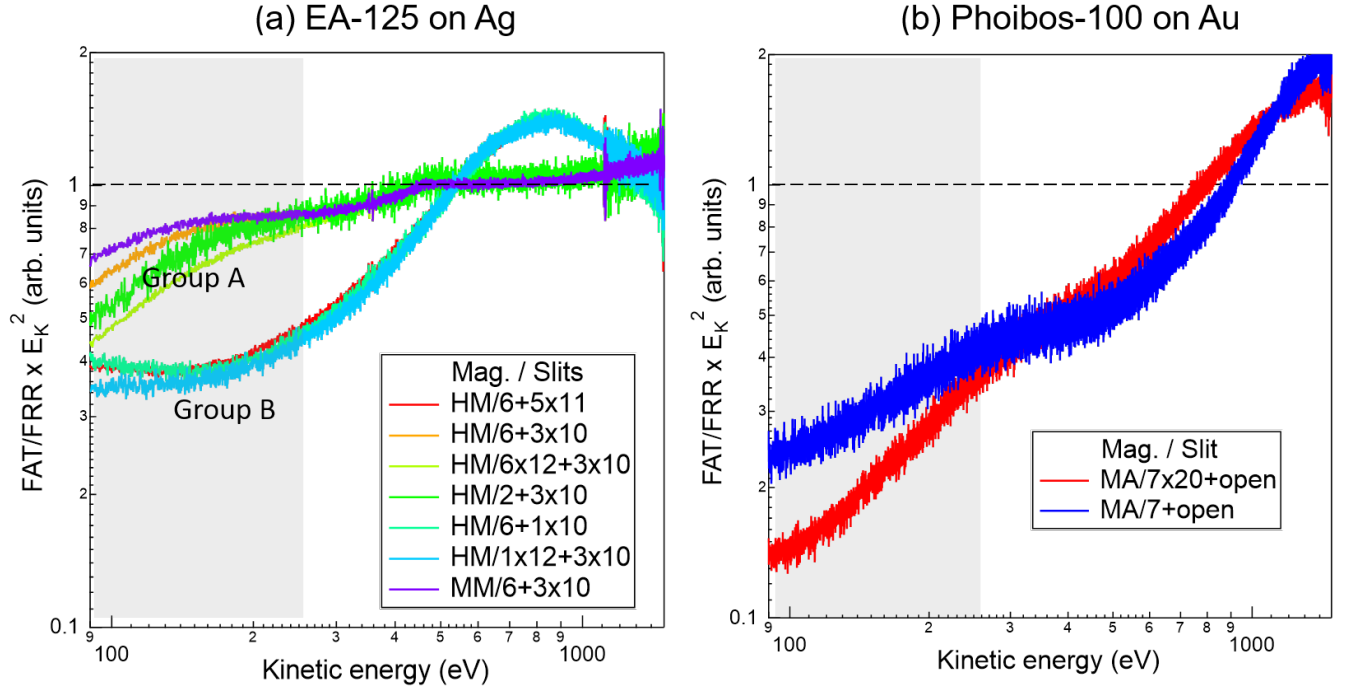 (a) EA-125 on Ag
FAT/FRR x E_K^2 (arb. units)
2
1
9
8
7
6
5
4
3
2
0.1
Group A
Group B
Mag. / Slits
HM/6+5x11
HM/6+3x10
HM/6x12+3x10
HM/2+3x10
HM/6+1x10
HM/1x12+3x10
MM/6+3x10
9 100 2 3 4 5 6 7 8 9 1000
Kinetic energy (eV)
(b) Phoibos-100 on Au
FAT/FRR x E_K^2 (arb. units)
2
1
9
8
7
6
5
4
3
2
0.1
Mag. / Slit
MA/7x20+open
MA/7+open
9 100 2 3 4 5 6 7 8 9 1000
Kinetic energy (eV)